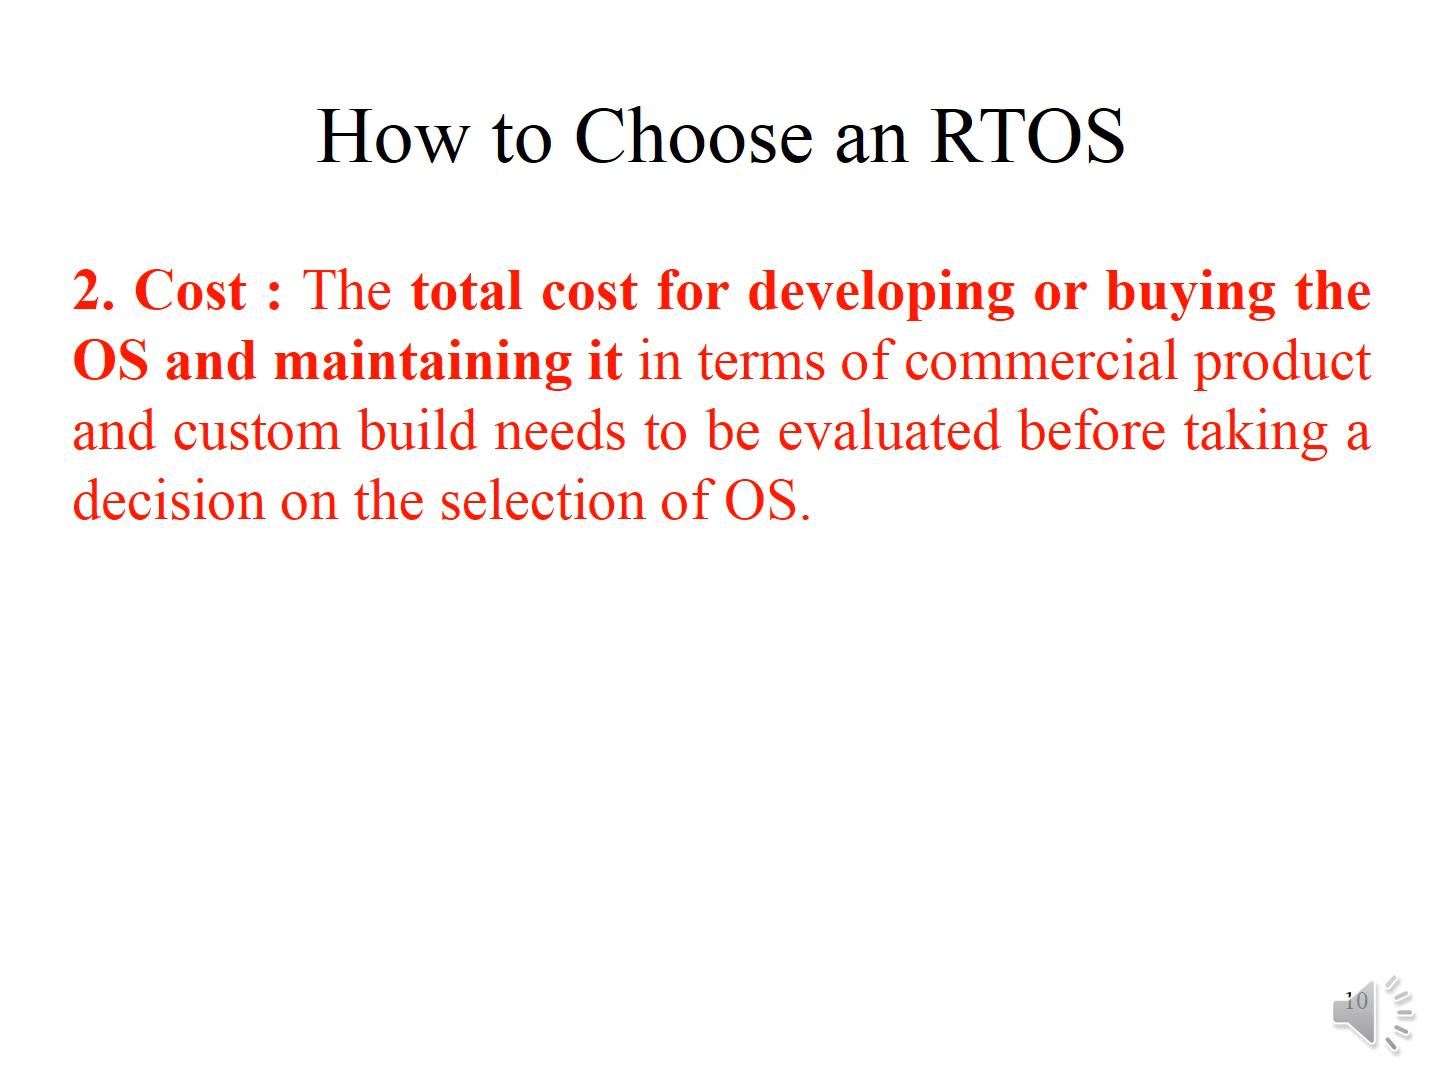 How to Choose an RTOS
2. Cost : The total cost for developing or buying the
OS and maintaining it in terms of commercial product
and custom build needs to be evaluated before taking a
decision on the selection of OS.
10